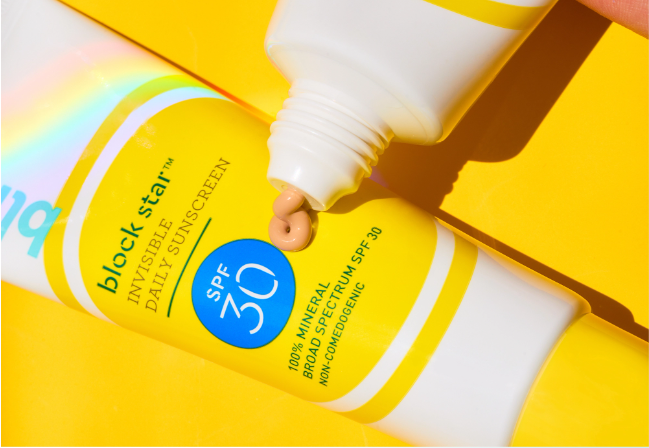 block star™
INVISIBLE
DAILY SUNSCREEN
SPF
30
100% MINERAL
BROAD SPECTRUM SPF 30
NON-COMEDOGENIC